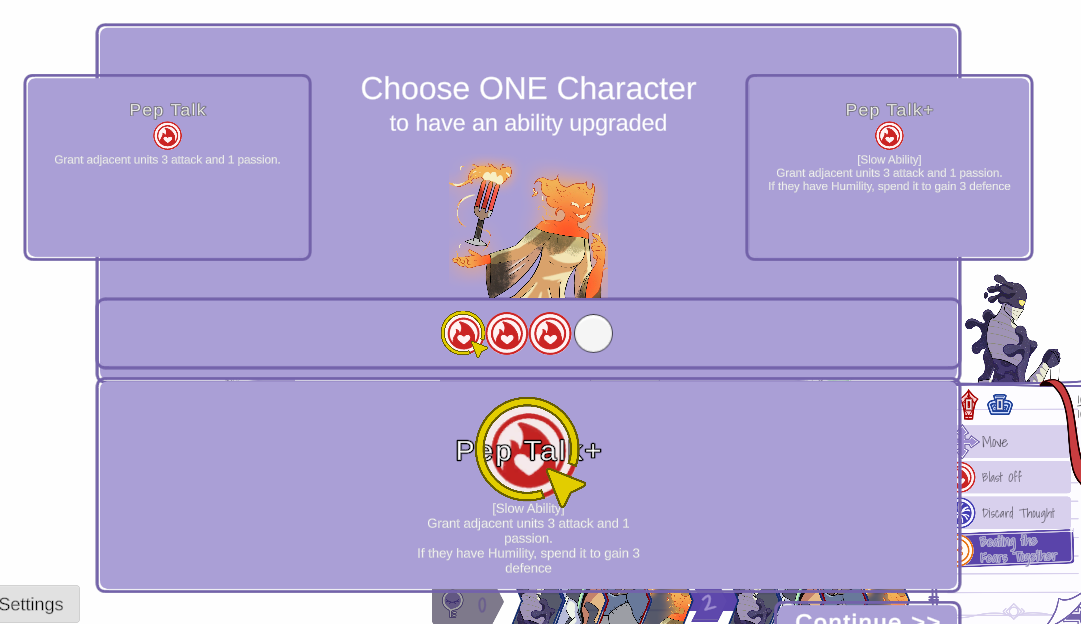 Choose ONE Character
to have an ability upgraded
Pep Talk
Grant adjacent units 3 attack and 1 passion.
Pep Talk+
[Slow Ability]
Grant adjacent units 3 attack and 1 passion.
If they have Humility, spend it to gain 3 defence
Pep Talk+
[Slow Ability]
Grant adjacent units 3 attack and 1
passion.
If they have Humility, spend it to gain 3
defence
0
0
Move
Blast Off
Discard Thought
Beating the
Fears Together
Settings
0
2
Continue >>